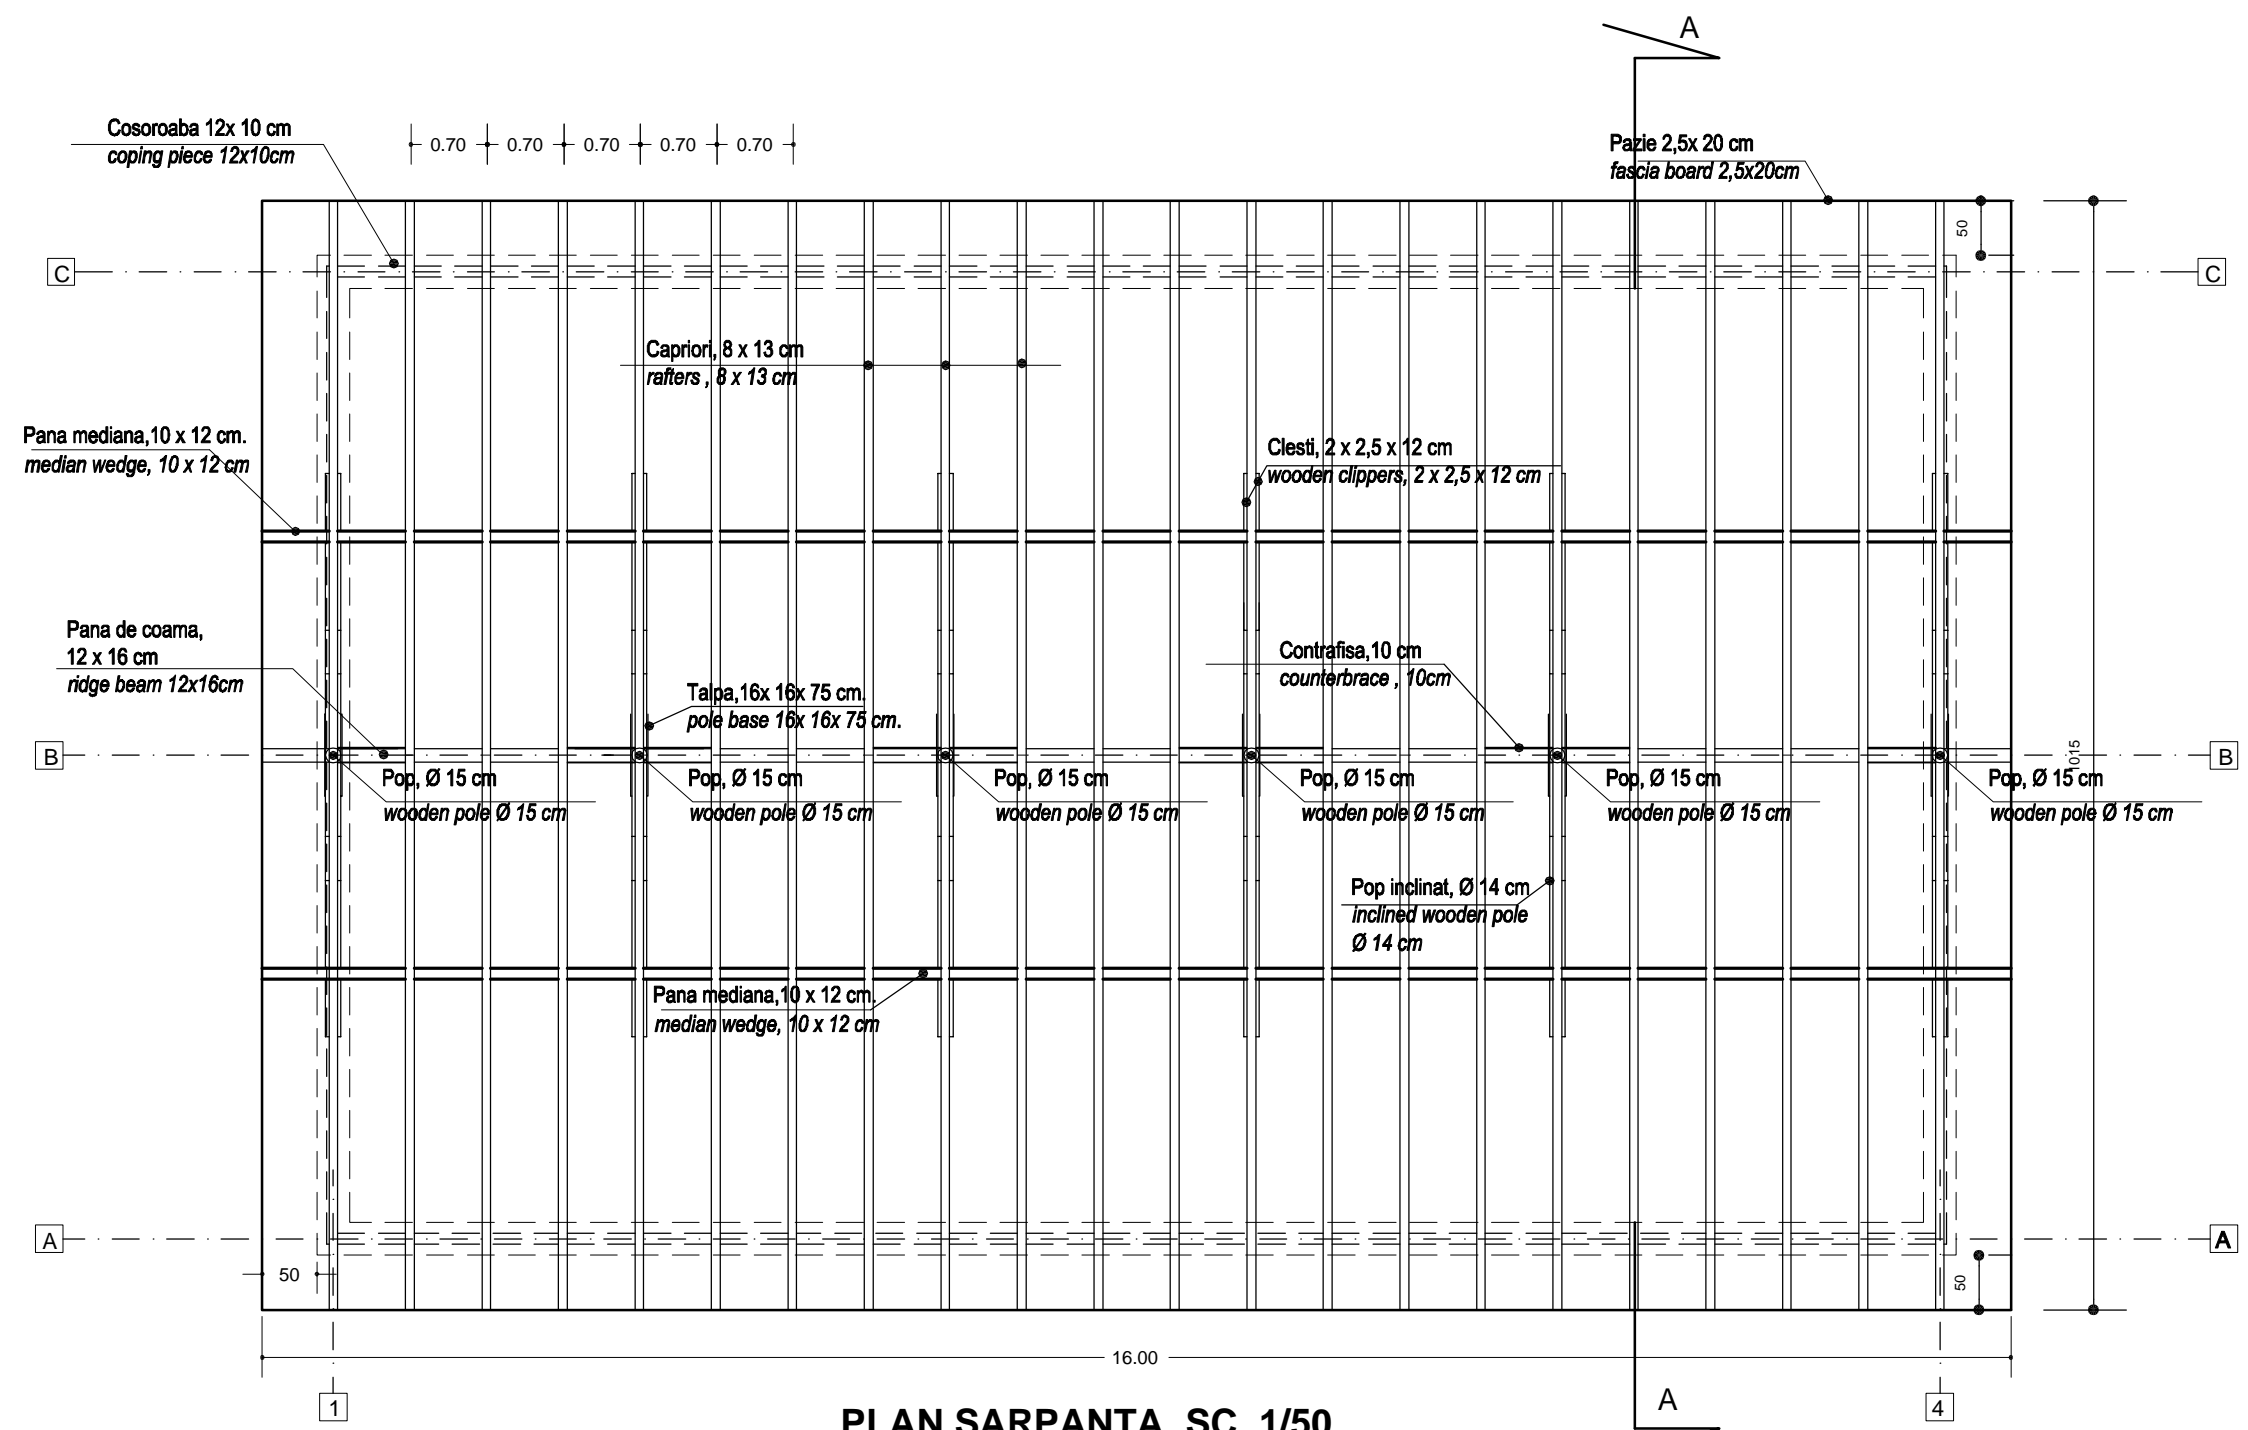 A
Cosoroaba 12x 10 cm
coping piece 12x10cm
0.70 0.70 0.70 0.70 0.70
Pazie 2,5x 20 cm
fascia board 2,5x20cm
50
C
C
Capriori, 8 x 13 cm
rafters , 8 x 13 cm
Pana mediana,10 x 12 cm.
median wedge, 10 x 12 cm
Clesti, 2 x 2,5 x 12 cm
wooden clippers, 2 x 2,5 x 12 cm
Pana de coama,
12 x 16 cm
ridge beam 12x16cm
Contrafisa,10 cm
counterbrace , 10cm
Talpa,16x 16x 75 cm.
pole base 16x 16x 75 cm.
B
B
1015
Pop, Ø 15 cm
wooden pole Ø 15 cm
Pop, Ø 15 cm
wooden pole Ø 15 cm
Pop, Ø 15 cm
wooden pole Ø 15 cm
Pop, Ø 15 cm
wooden pole Ø 15 cm
Pop, Ø 15 cm
wooden pole Ø 15 cm
Pop, Ø 15 cm
wooden pole Ø 15 cm
Pop inclinat, Ø 14 cm
inclined wooden pole
Ø 14 cm
Pana mediana,10 x 12 cm.
median wedge, 10 x 12 cm
A
A
50
50
16.00
1
A
4
PLAN SARPANTA SC 1/50